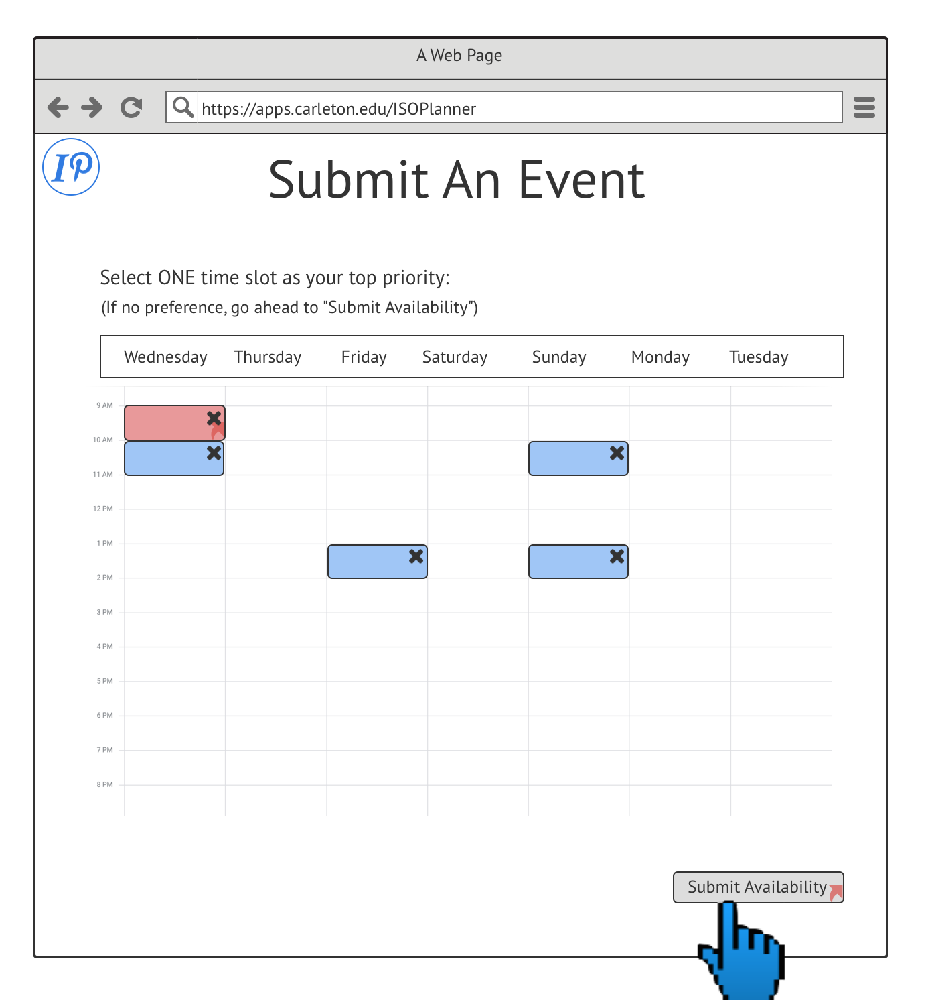 A Web Page
https://apps.carleton.edu/ISOPlanner
IP
Submit An Event
Select ONE time slot as your top priority:
(If no preference, go ahead to "Submit Availability")
Wednesday Thursday Friday Saturday Sunday Monday Tuesday
9 AM
10 AM
11 AM
12 PM
1 PM
2 PM
3 PM
4 PM
5 PM
6 PM
7 PM
8 PM
Submit Availability